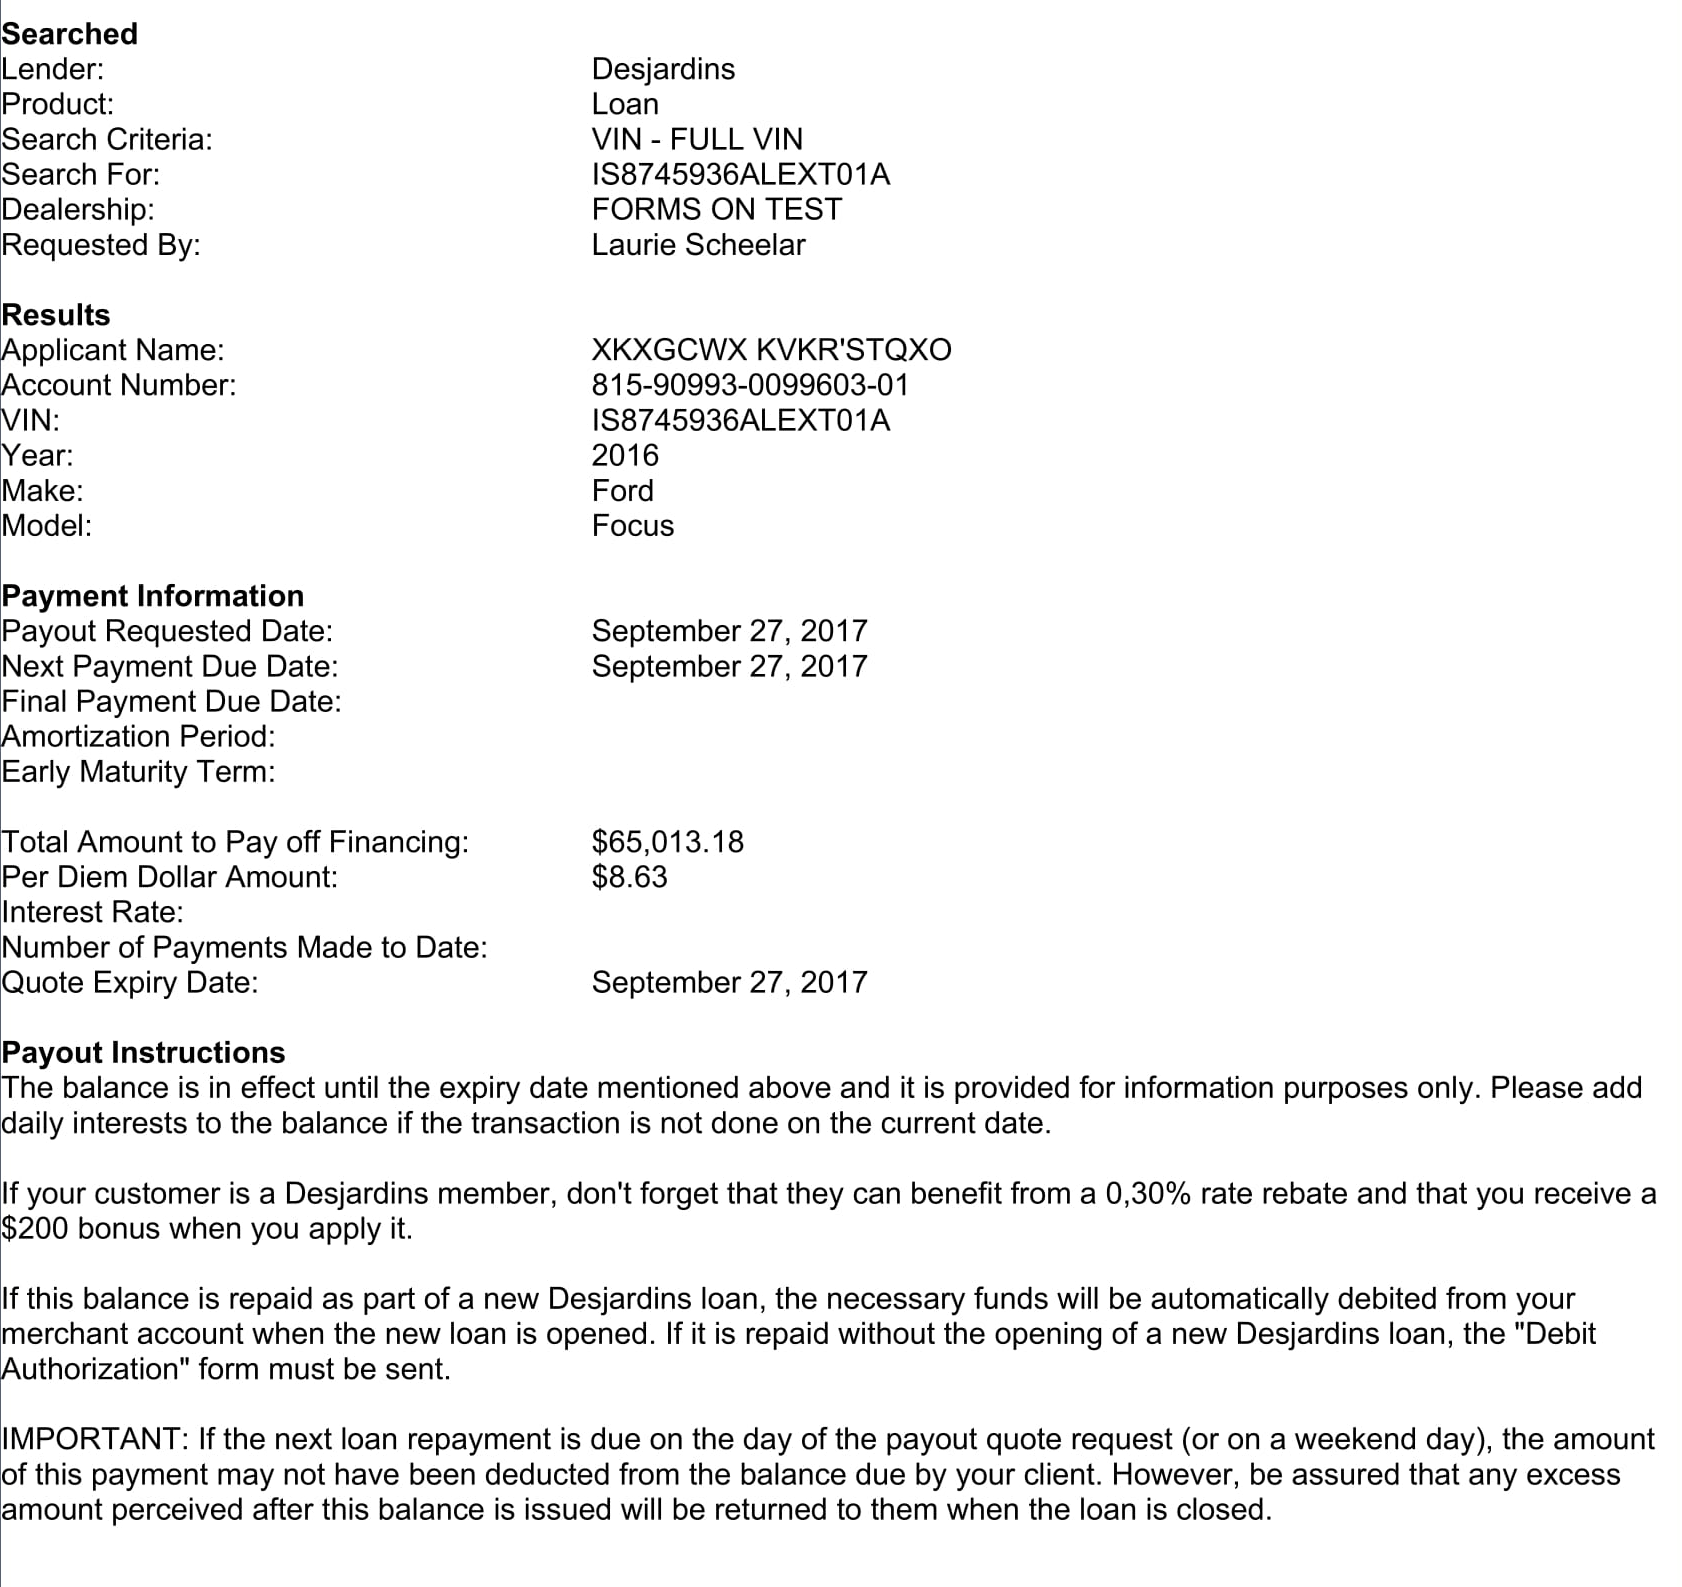 Searched
Lender: Desjardins
Product: Loan
Search Criteria: VIN - FULL VIN
Search For: IS8745936ALEXT01A
Dealership: FORMS ON TEST
Requested By: Laurie Scheelar
Results
Applicant Name: XKXGCWX KVKR'STQXO
Account Number: 815-90993-0099603-01
VIN: IS8745936ALEXT01A
Year: 2016
Make: Ford
Model: Focus
Payment Information
Payout Requested Date: September 27, 2017
Next Payment Due Date: September 27, 2017
Final Payment Due Date:
Amortization Period:
Early Maturity Term:
Total Amount to Pay off Financing: $65,013.18
Per Diem Dollar Amount: $8.63
Interest Rate:
Number of Payments Made to Date:
Quote Expiry Date: September 27, 2017
Payout Instructions
The balance is in effect until the expiry date mentioned above and it is provided for information purposes only. Please add
daily interests to the balance if the transaction is not done on the current date.
If your customer is a Desjardins member, don't forget that they can benefit from a 0,30% rate rebate and that you receive a
$200 bonus when you apply it.
If this balance is repaid as part of a new Desjardins loan, the necessary funds will be automatically debited from your
merchant account when the new loan is opened. If it is repaid without the opening of a new Desjardins loan, the "Debit
Authorization" form must be sent.
IMPORTANT: If the next loan repayment is due on the day of the payout quote request (or on a weekend day), the amount
of this payment may not have been deducted from the balance due by your client. However, be assured that any excess
amount perceived after this balance is issued will be returned to them when the loan is closed.